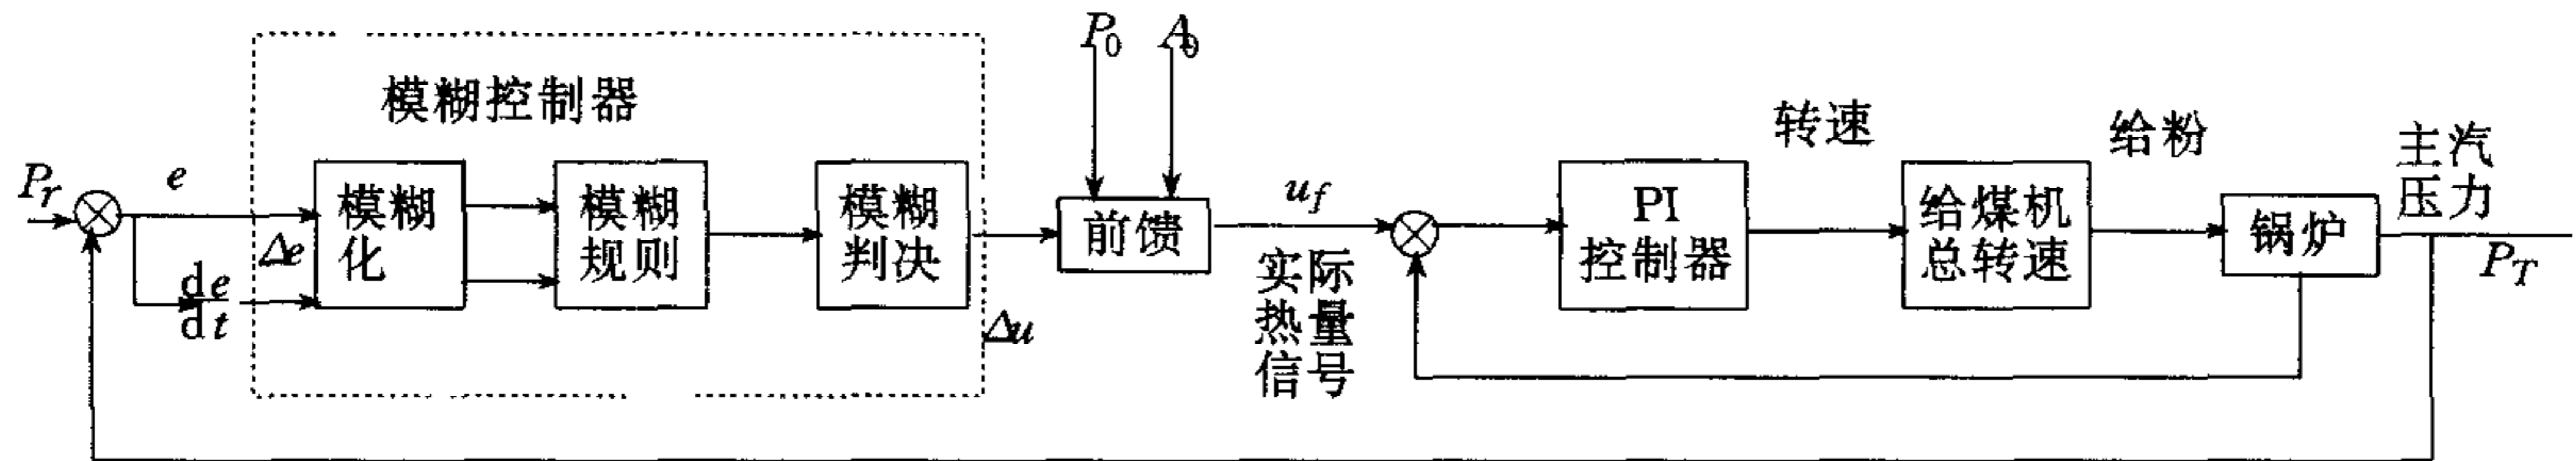 P₀ A₀
模糊控制器
转速
给粉
主汽
压力
Pᵣ
e
Δe
de
dt
模糊
化
模糊
规则
模糊
判决
Δu
前馈
u_f
实际
热量
信号
PI
控制器
给煤机
总转速
锅炉
P_T